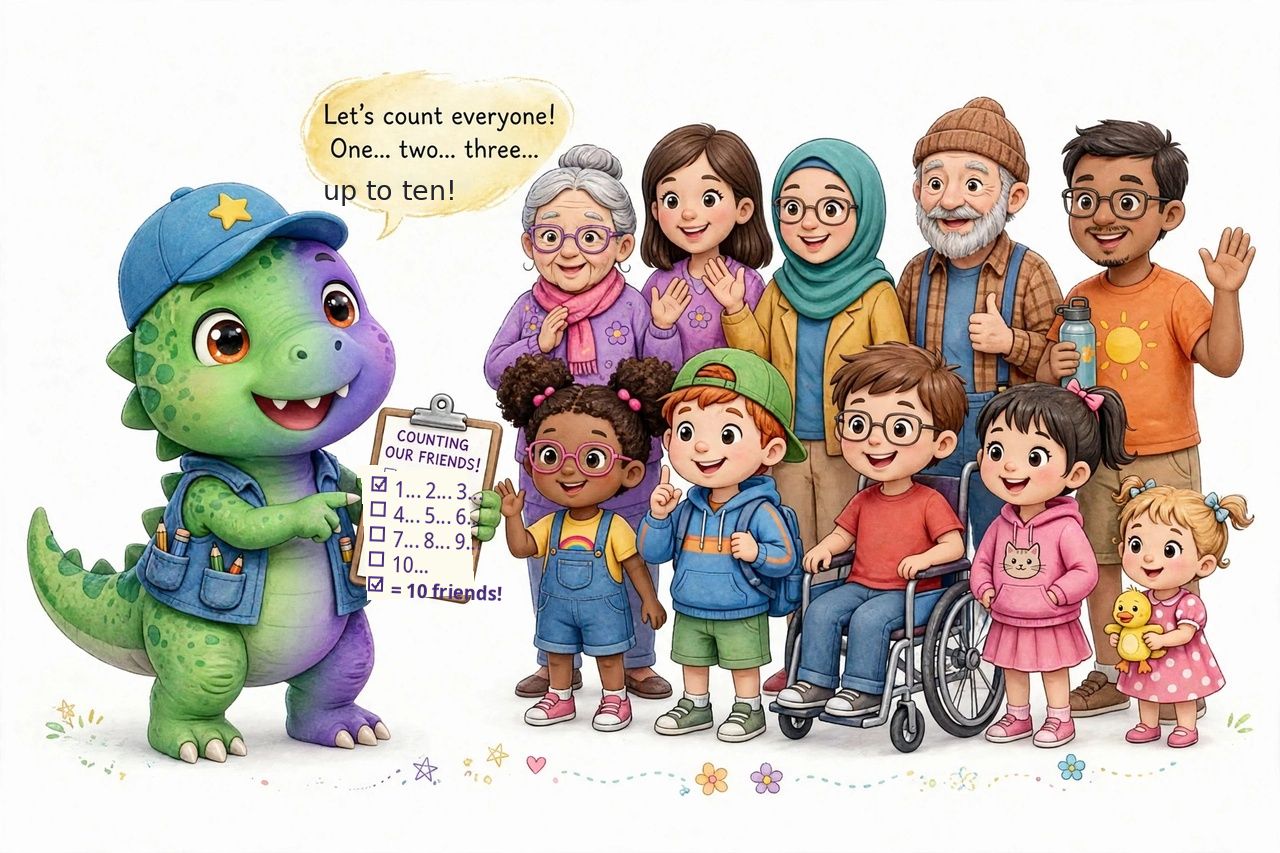 Let's count everyone!
One... two... three...
up to ten!
COUNTING
OUR FRIENDS!
☑ 1... 2... 3..
☐ 4... 5... 6.
☐ 7... 8... 9..
☐ 10...
☑ = 10 friends!